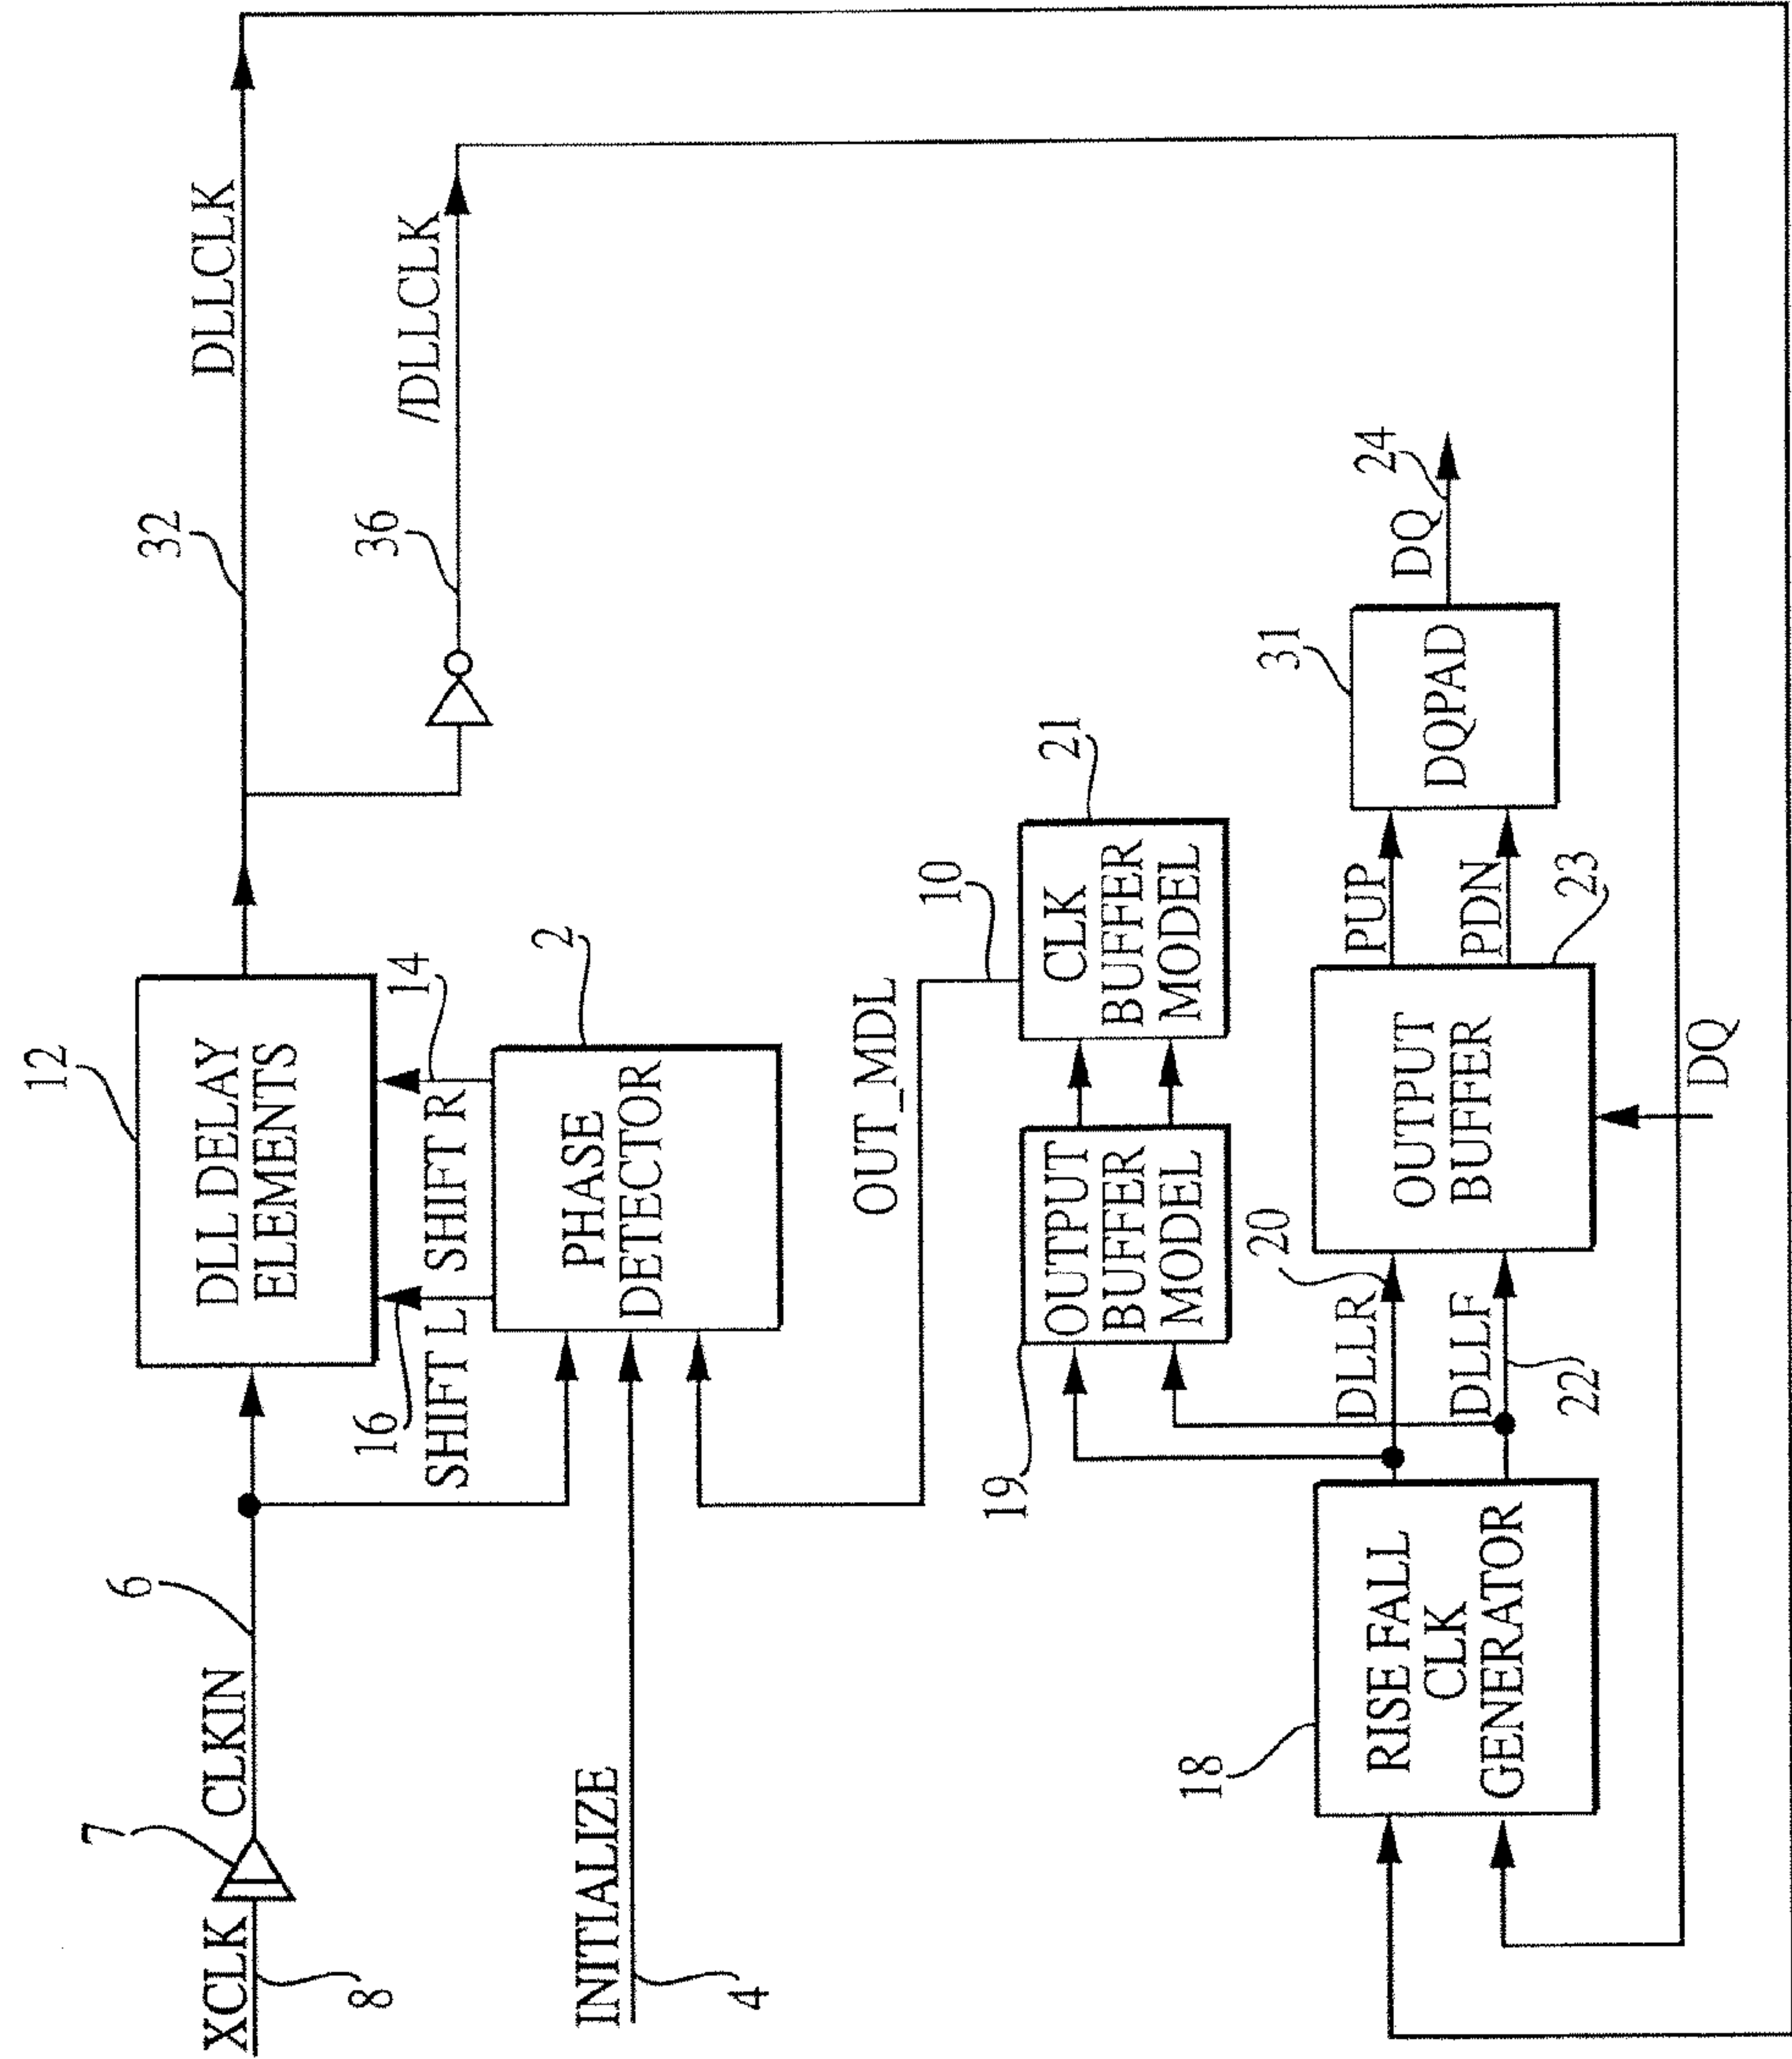 12
32
DLLCLK
7
6
XCLK
CLKIN
8
DLL DELAY
ELEMENTS
36
/DLLCLK
16
14
SHIFT L
SHIFT R
2
PHASE
DETECTOR
INITIALIZE
4
OUT_MDL
10
21
19
OUTPUT
BUFFER
MODEL
CLK
BUFFER
MODEL
18
20
31
DQ
24
RISE FALL
CLK
GENERATOR
DLLR
DLLF
22
OUTPUT
BUFFER
PUP
PDN
23
DQPAD
DQ